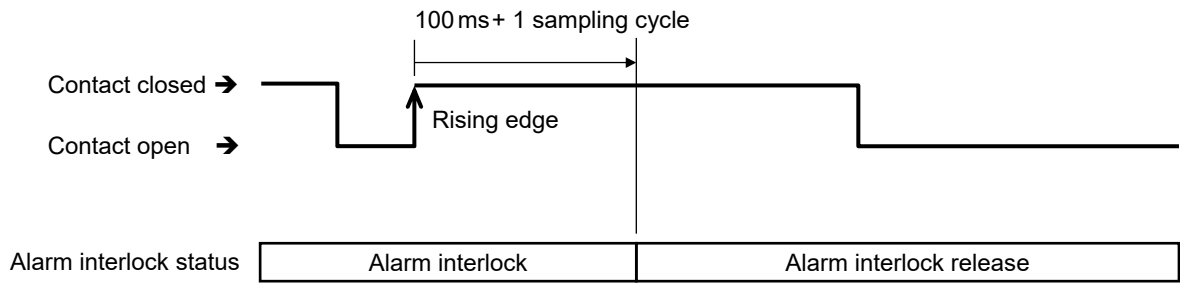 100 ms + 1 sampling cycle
Contact closed ➔
Rising edge
Contact open ➔
Alarm interlock status Alarm interlock Alarm interlock release